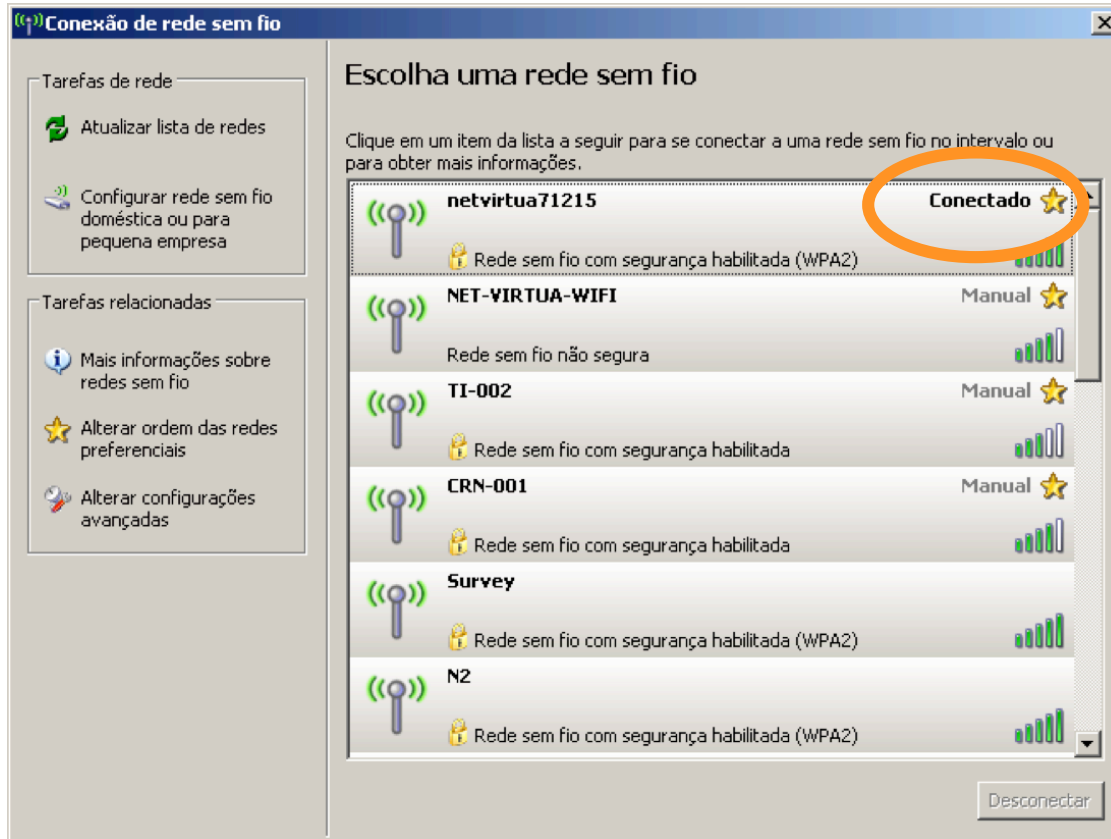 Conexão de rede sem fio
Tarefas de rede
Atualizar lista de redes
Configurar rede sem fio
doméstica ou para
pequena empresa
Tarefas relacionadas
Mais informações sobre
redes sem fio
Alterar ordem das redes
preferenciais
Alterar configurações
avançadas
Escolha uma rede sem fio
Clique em um item da lista a seguir para se conectar a uma rede sem fio no intervalo ou
para obter mais informações.
netvirtua71215 Conectado
Rede sem fio com segurança habilitada (WPA2)
NET-VIRTUA-WIFI Manual
Rede sem fio não segura
TI-002 Manual
Rede sem fio com segurança habilitada
CRN-001 Manual
Rede sem fio com segurança habilitada
Survey
Rede sem fio com segurança habilitada (WPA2)
N2
Rede sem fio com segurança habilitada (WPA2)
Desconectar